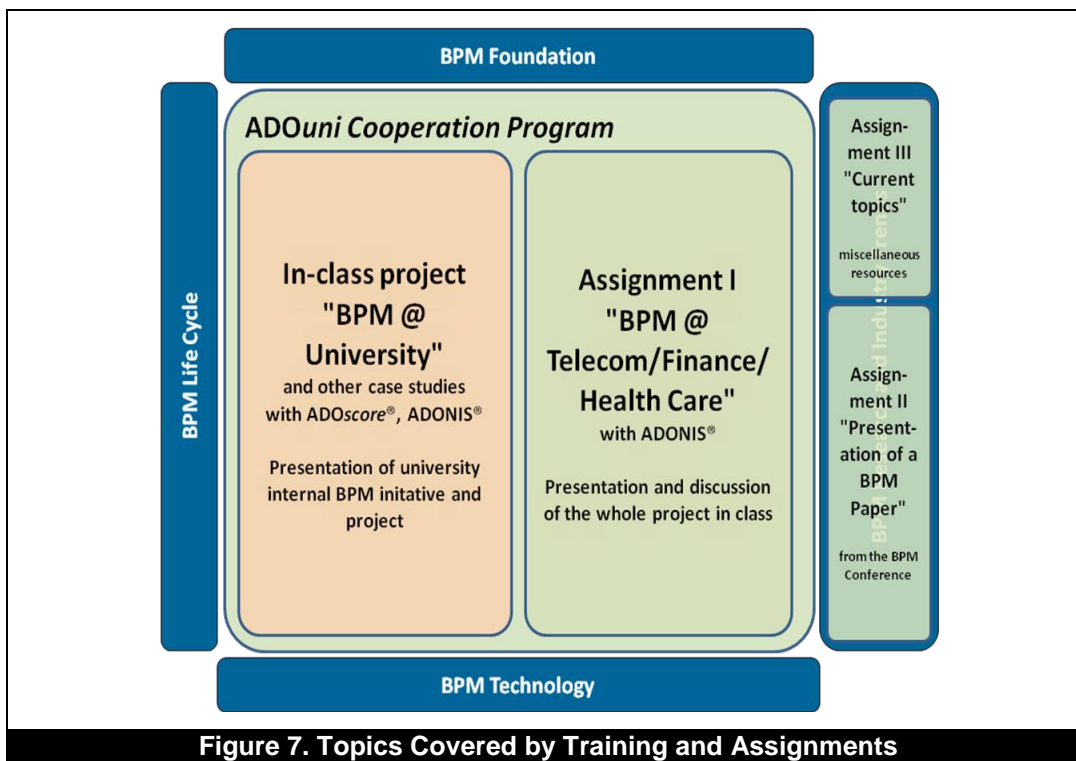 BPM Foundation
BPM Life Cycle
ADOuni Cooperation Program
In-class project
"BPM @
University"
and other case studies
with ADOscore®, ADONIS®
Presentation of university
internal BPM initative and
project
Assignment I
"BPM @
Telecom/Finance/
Health Care"
with ADONIS®
Presentation and discussion
of the whole project in class
Assign-
ment III
"Current
topics"
miscellaneous
resources
Assign-
ment II
"Present-
ation of a
BPM
Paper"
from the BPM
Conference
BPM Technology
Figure 7. Topics Covered by Training and Assignments